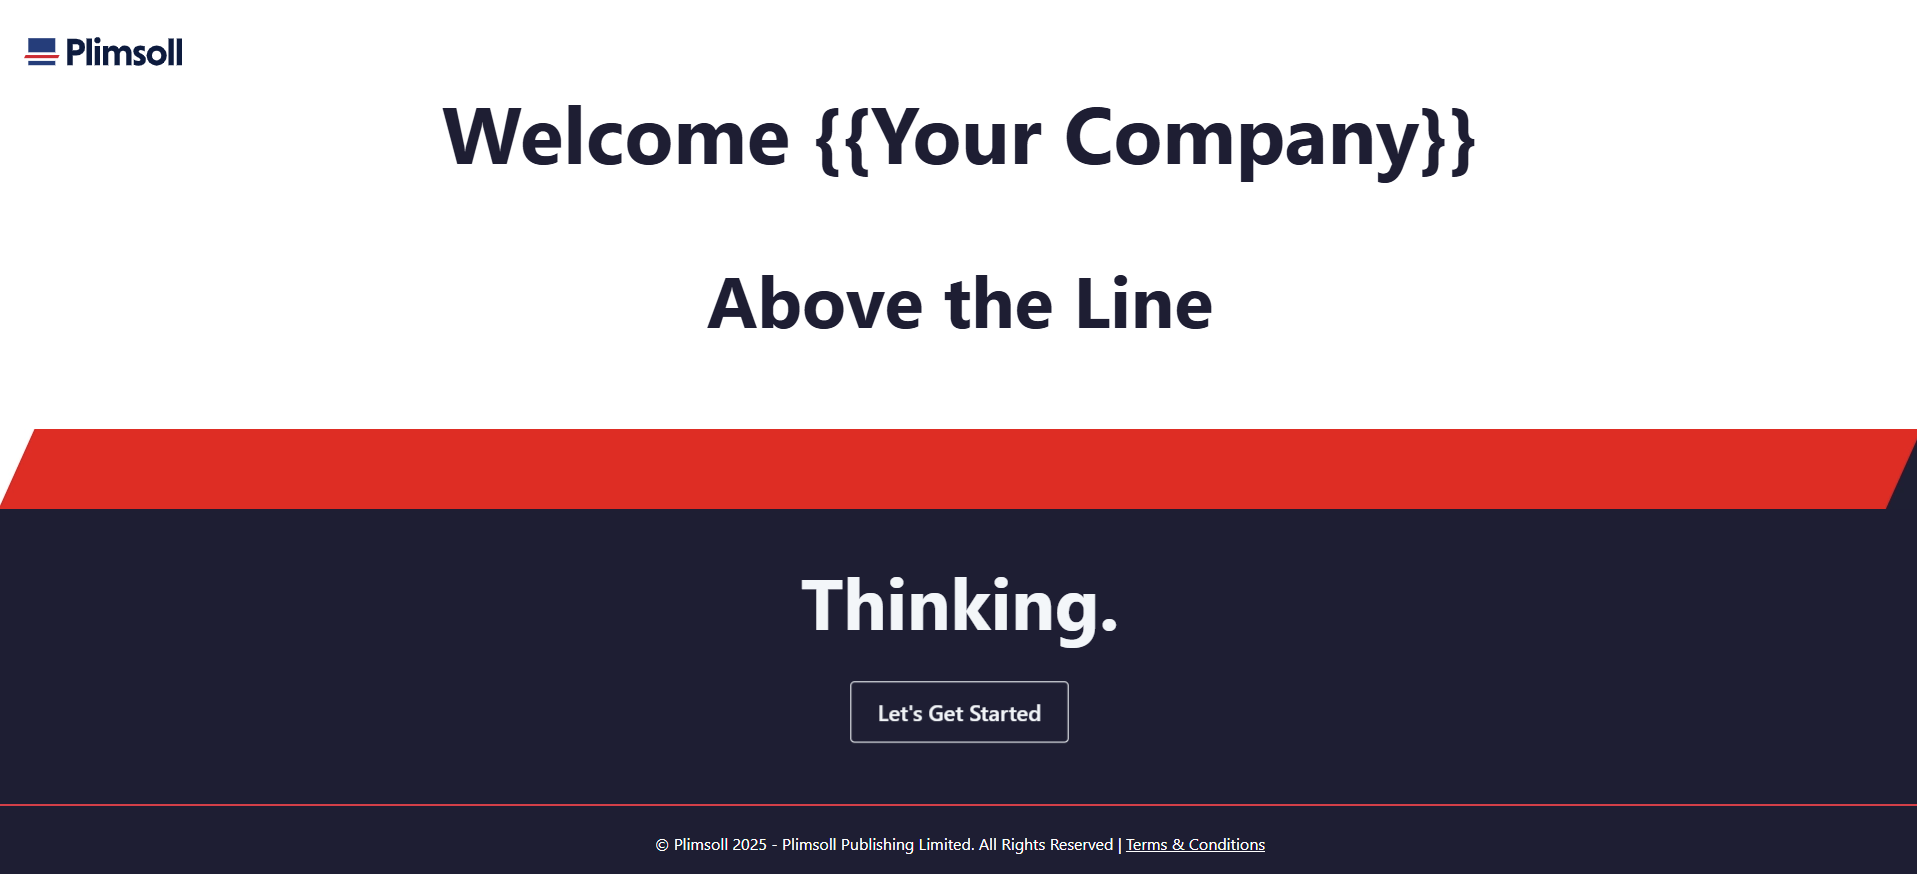 Plimsoll
Welcome {{Your Company}}
Above the Line
Thinking.
Let's Get Started
© Plimsoll 2025 - Plimsoll Publishing Limited. All Rights Reserved | Terms & Conditions